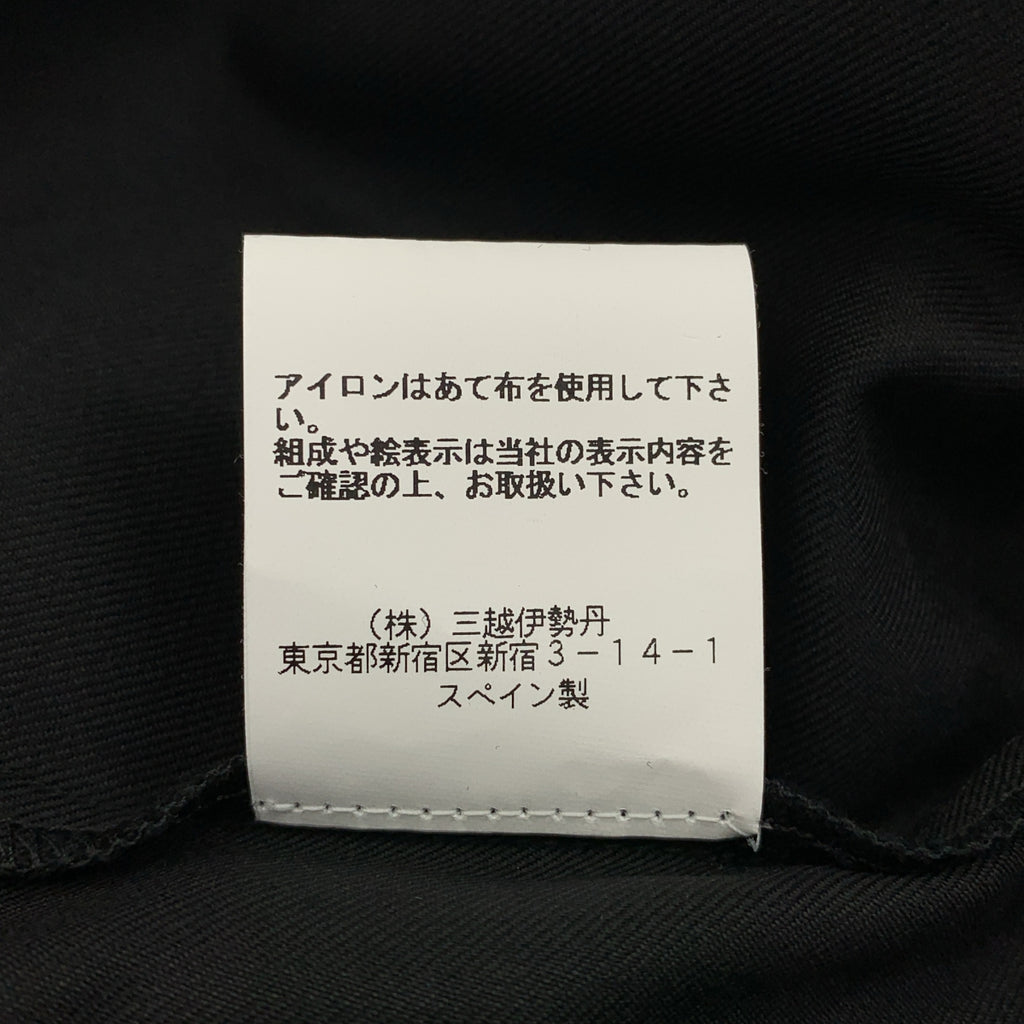 アイロンはあて布を使用して下さ
い。
組成や絵表示は当社の表示内容を
ご確認の上、お取扱い下さい。
（株）三越伊勢丹
東京都新宿区新宿３－１４－１
スペイン製